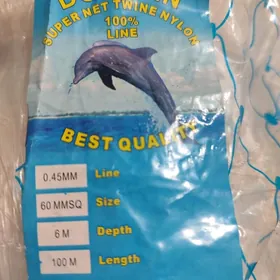 SUPER NET TWINE NYLON
100%
LINE
BEST QUALITY
0.45MM Line
60 MMSQ Size
6 M Depth
100 M Length